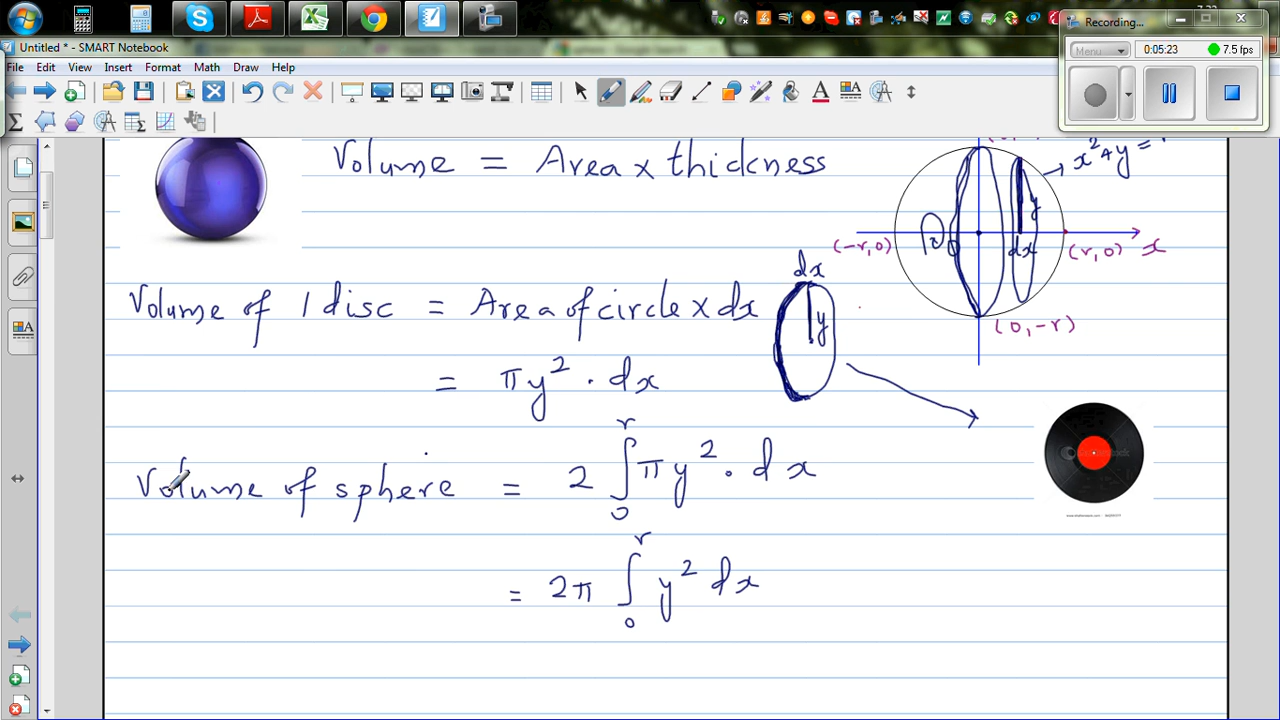 Recording...
Untitled * - SMART Notebook
Menu
0:05:23
7.5 fps
File Edit View Insert Format Math Draw Help
Volume = Area x thickness
x²+y =
y
dx
(-r,0)
(r,0)
x
(0,-r)
Volume of 1 disc = Area of circle x dx
dx
y
= πy² . dx
Volume of sphere = 2 ∫₀ʳ πy² . dx
= 2π ∫₀ʳ y² dx